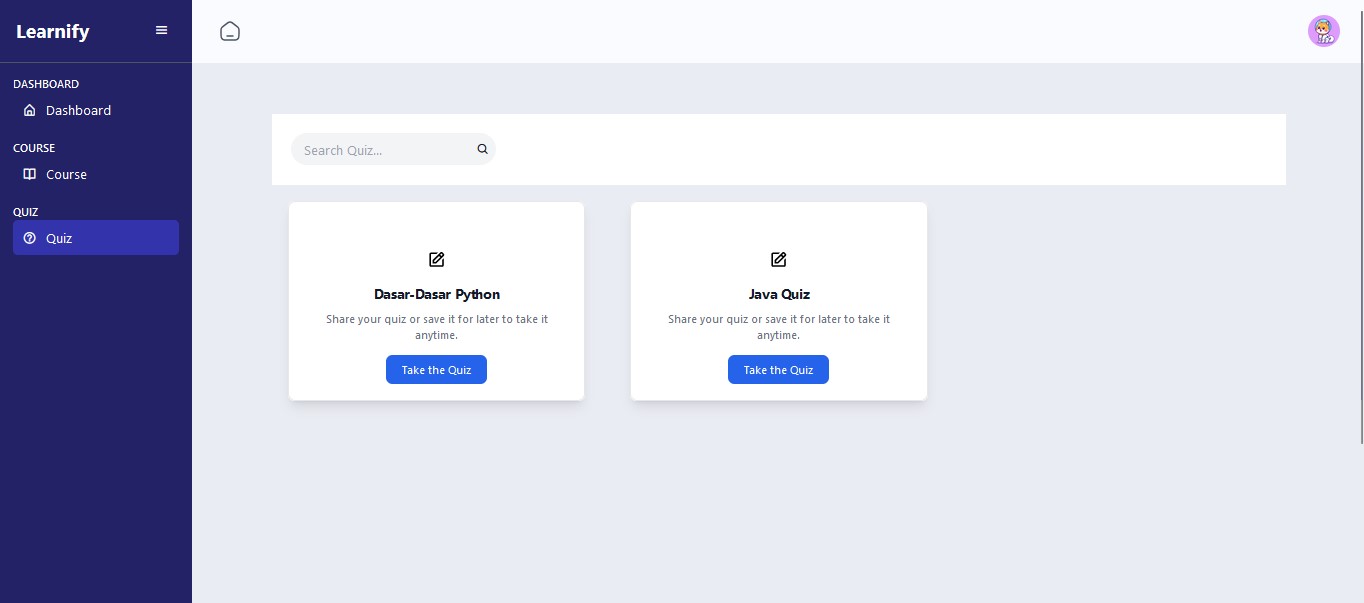 Learnify
DASHBOARD
Dashboard
COURSE
Course
QUIZ
Quiz
Search Quiz...
Dasar-Dasar Python
Share your quiz or save it for later to take it
anytime.
Take the Quiz
Java Quiz
Share your quiz or save it for later to take it
anytime.
Take the Quiz